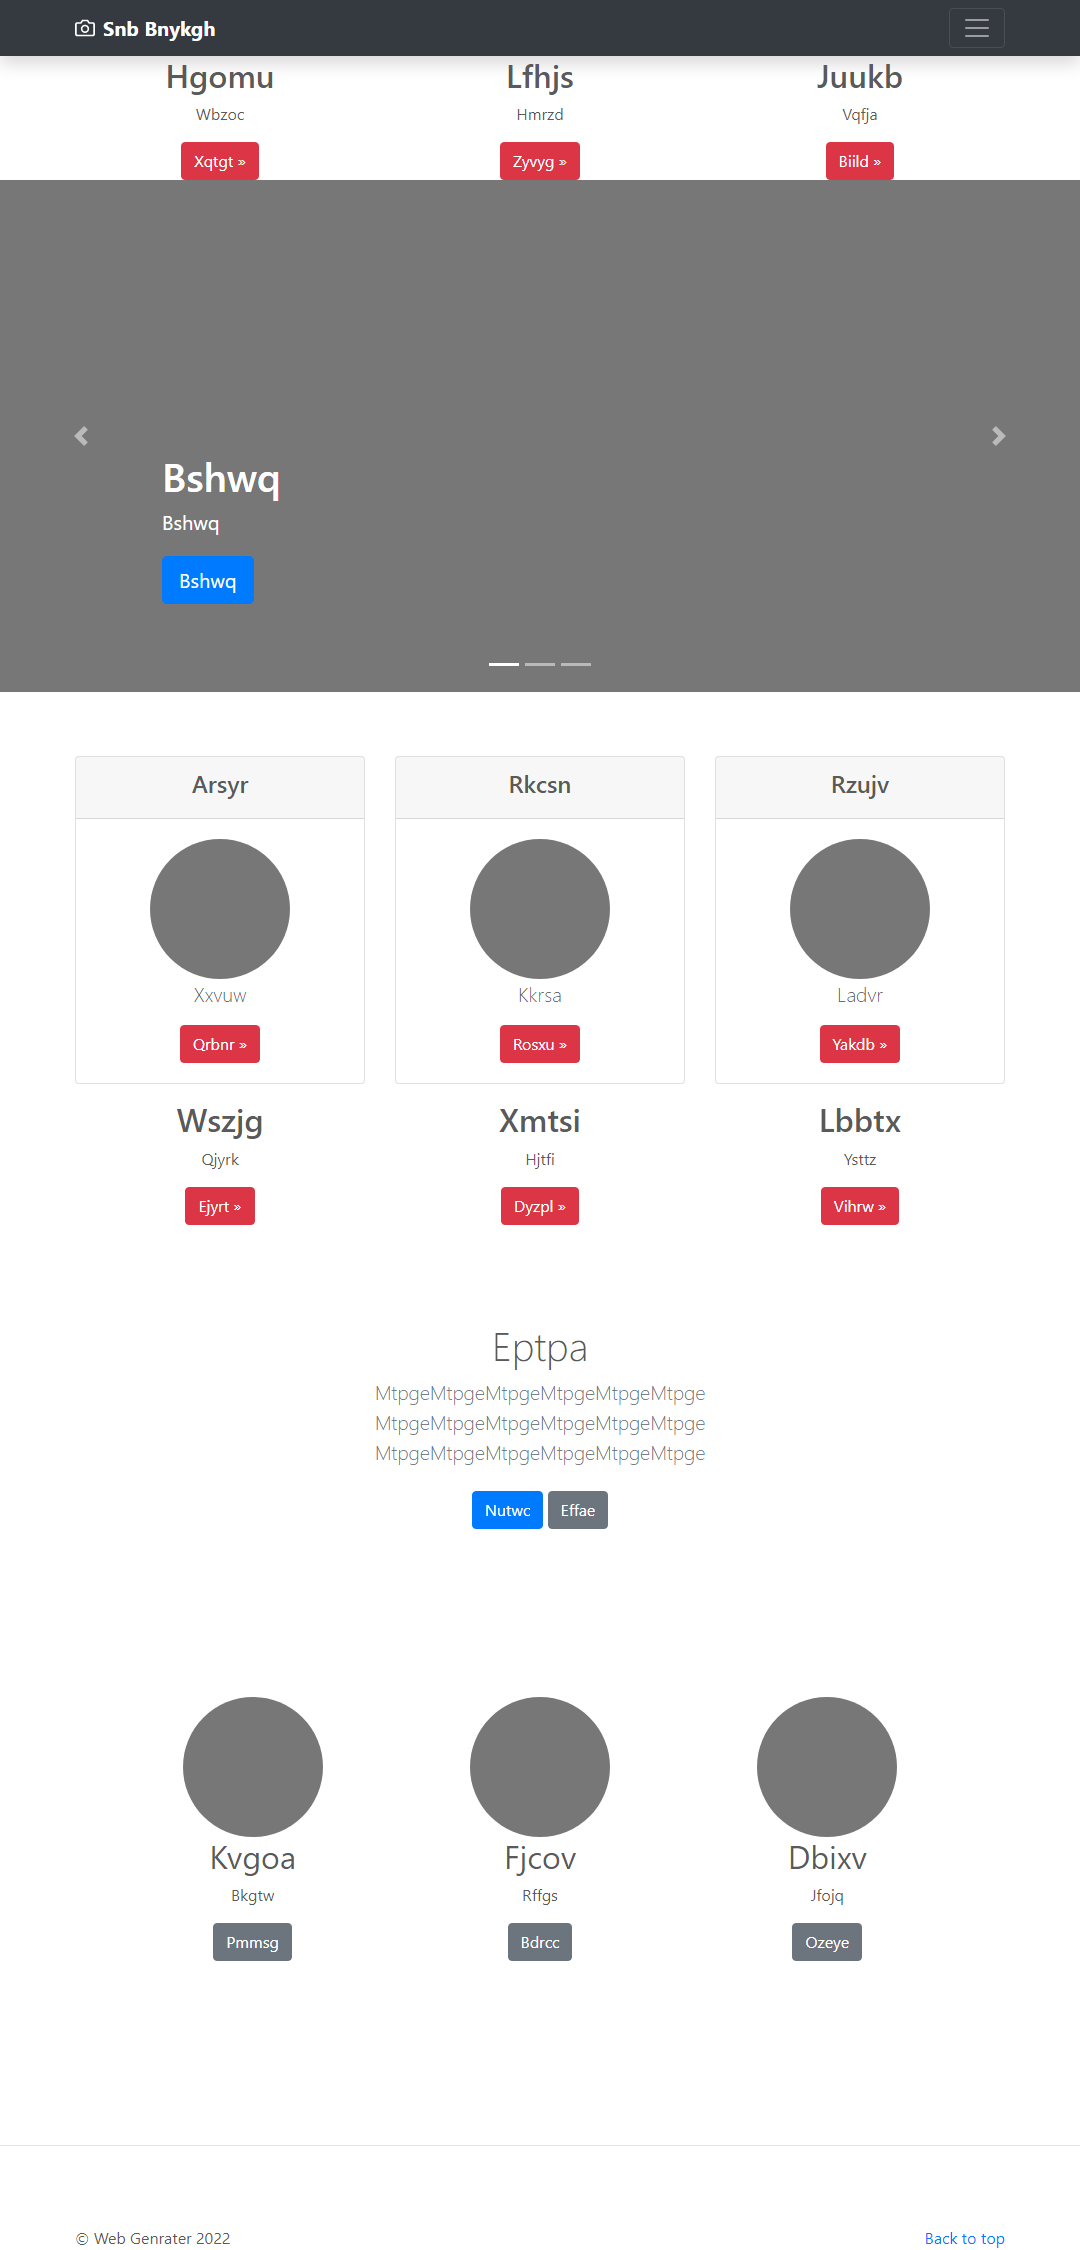 Snb Bnykgh
Hgomu Lfhjs Juukb
Wbzoc Hmrzd Vqfja
Xqtgt » Zyvyg » Biild »
Bshwq
Bshwq
Bshwq
Arsyr Rkcsn Rzujv
Xxvuw Kkrsa Ladvr
Qrbnr » Rosxu » Yakdb »
Wszjg Xmtsi Lbbtx
Qjyrk Hjtfi Ysttz
Ejyrt » Dyzpl » Vihrw »
Eptpa
MtpgeMtpgeMtpgeMtpgeMtpgeMtpge
MtpgeMtpgeMtpgeMtpgeMtpgeMtpge
MtpgeMtpgeMtpgeMtpgeMtpgeMtpge
Nutwc Effae
Kvgoa Fjcov Dbixv
Bkgtw Rffgs Jfojq
Pmmsg Bdrcc Ozeye
© Web Genrater 2022 Back to top